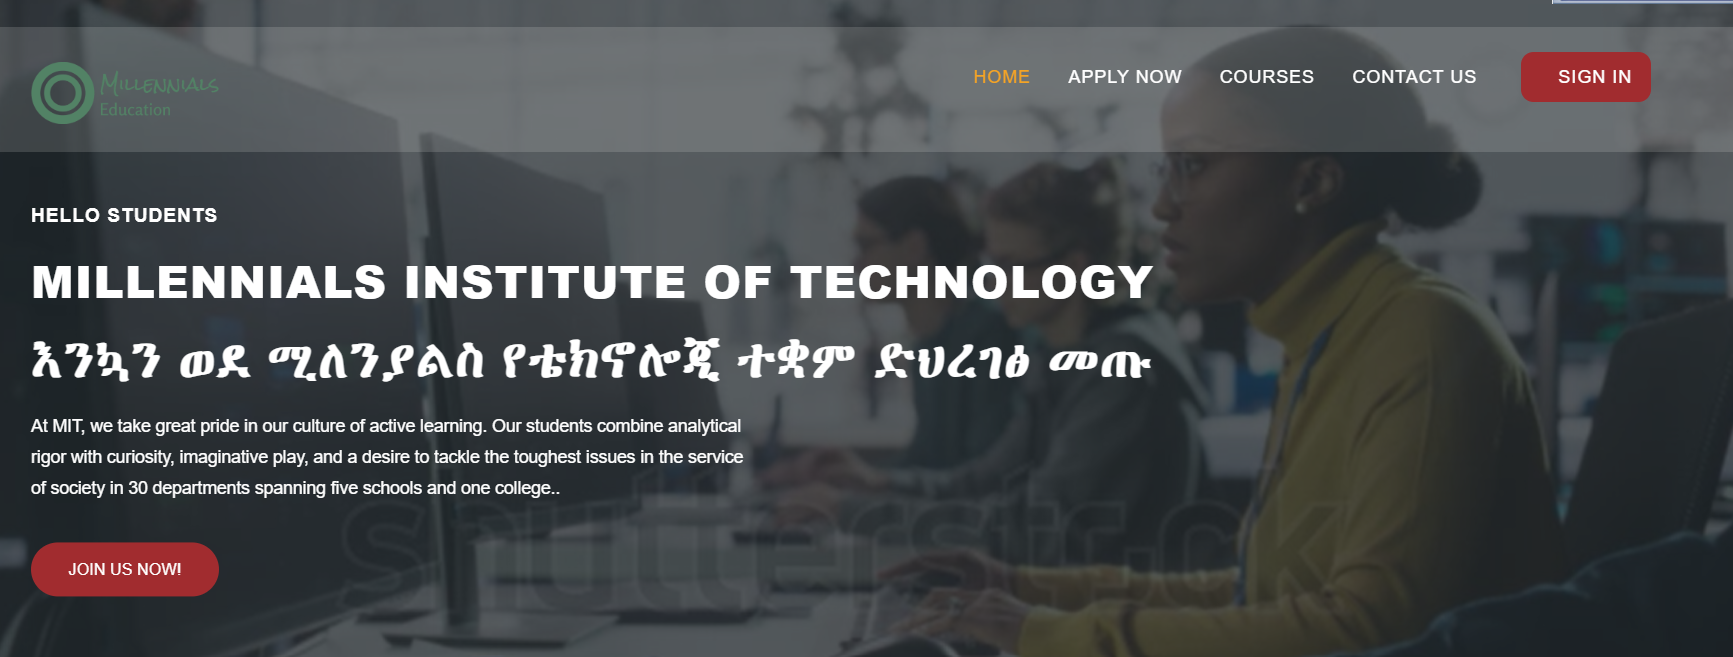 Millennials
Education
HOME
APPLY NOW
COURSES
CONTACT US
SIGN IN
HELLO STUDENTS
MILLENNIALS INSTITUTE OF TECHNOLOGY
እንኳን ወደ ሚለንያልስ የቴክኖሎጂ ተቋም ድህረገፅ መጡ
At MIT, we take great pride in our culture of active learning. Our students combine analytical
rigor with curiosity, imaginative play, and a desire to tackle the toughest issues in the service
of society in 30 departments spanning five schools and one college..
shutterstock
JOIN US NOW!